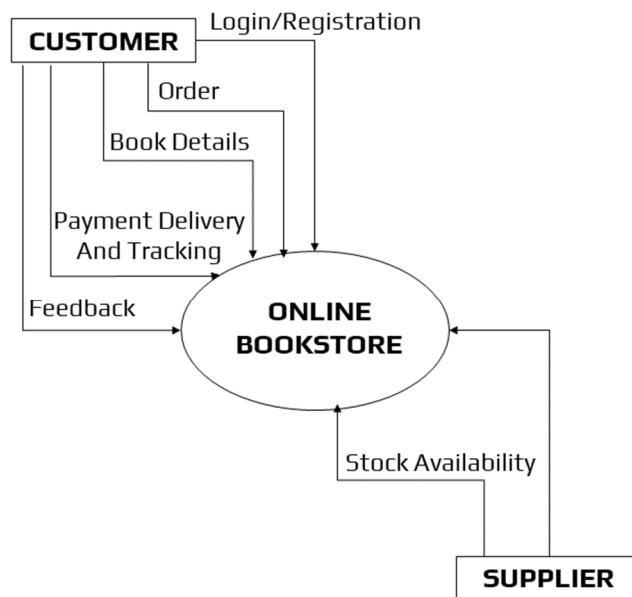 Login/Registration
CUSTOMER
Order
Book Details
Payment Delivery
And Tracking
Feedback
ONLINE
BOOKSTORE
Stock Availability
SUPPLIER